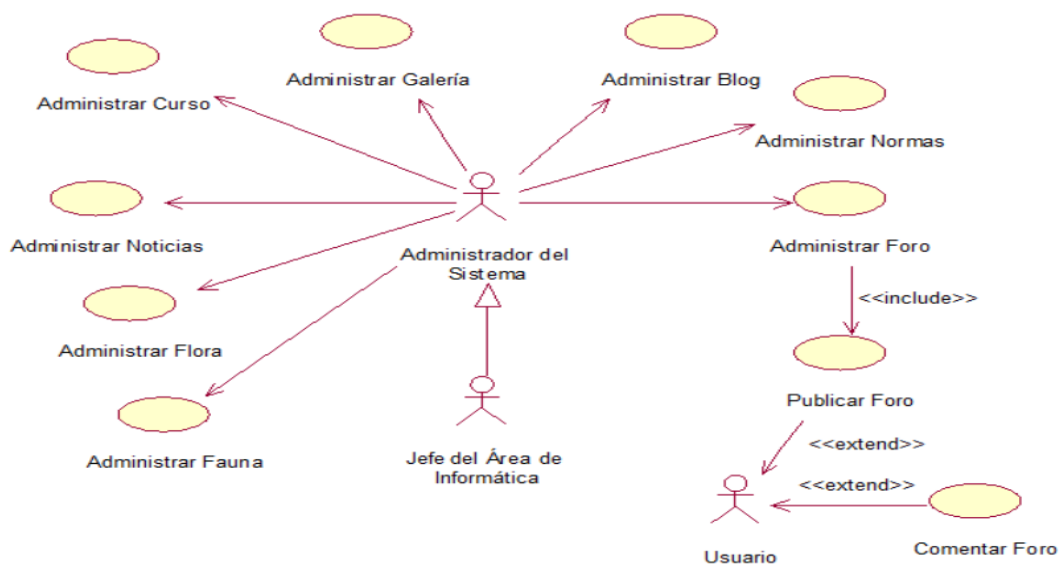 Administrar Galería
Administrar Blog
Administrar Curso
Administrar Normas
Administrar Noticias
Administrador del
Sistema
Administrar Foro
<<include>>
Administrar Flora
Publicar Foro
Administrar Fauna
Jefe del Área de
Informática
<<extend>>
<<extend>>
Usuario
Comentar Foro